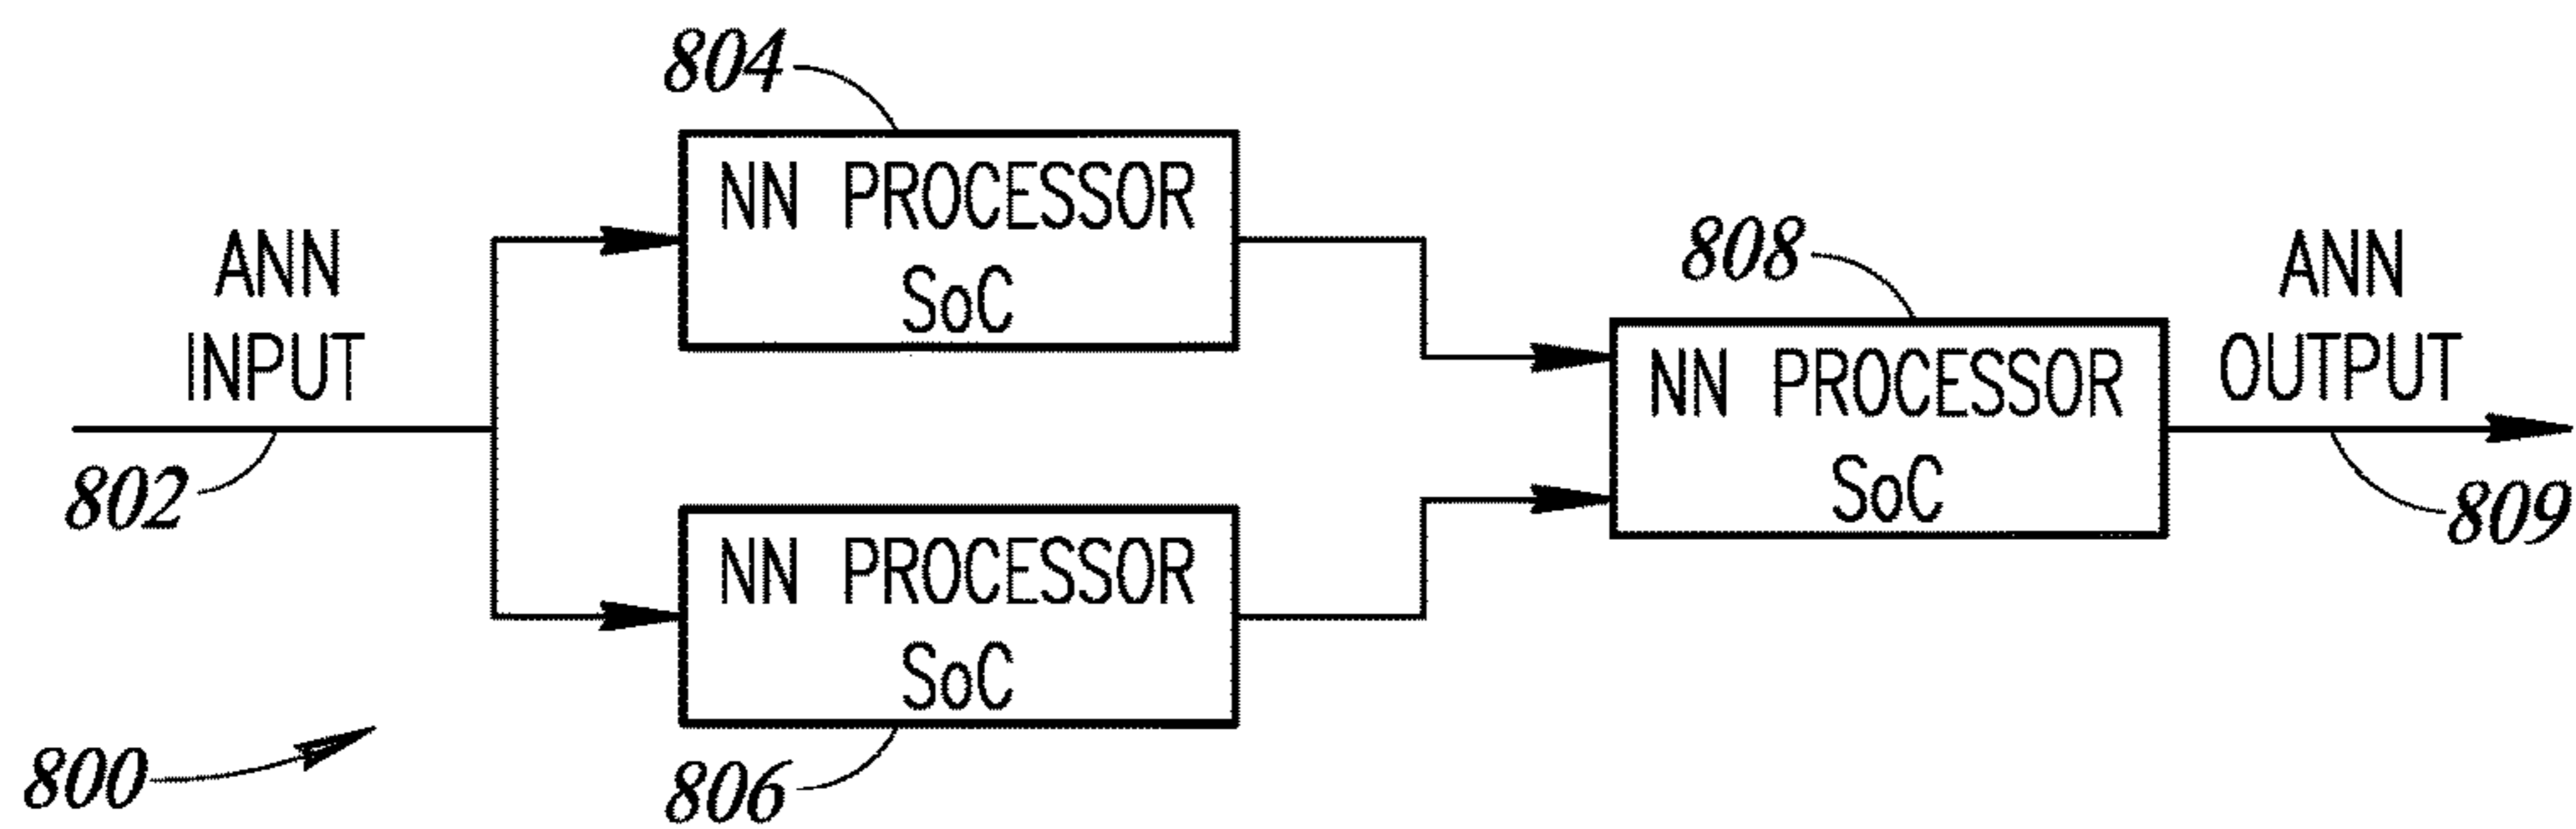 804
NN PROCESSOR
SoC
ANN
INPUT
802
808
NN PROCESSOR
SoC
ANN
OUTPUT
809
NN PROCESSOR
SoC
806
800